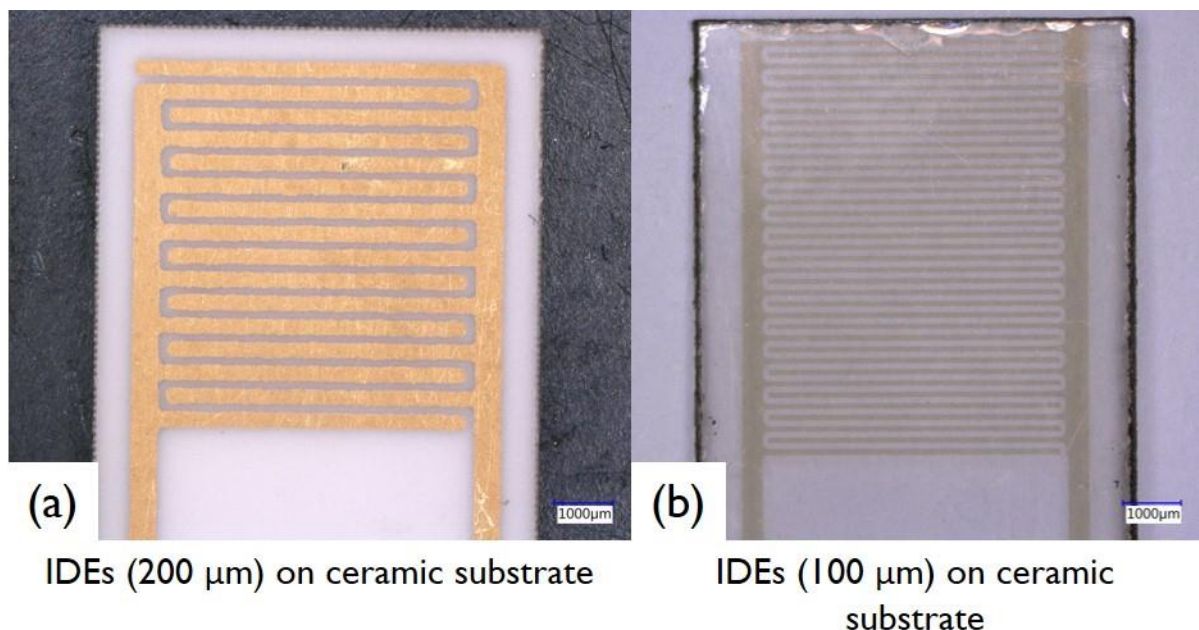 (a)
1000μm
(b)
1000μm
IDEs (200 μm) on ceramic substrate
IDEs (100 μm) on ceramic
substrate